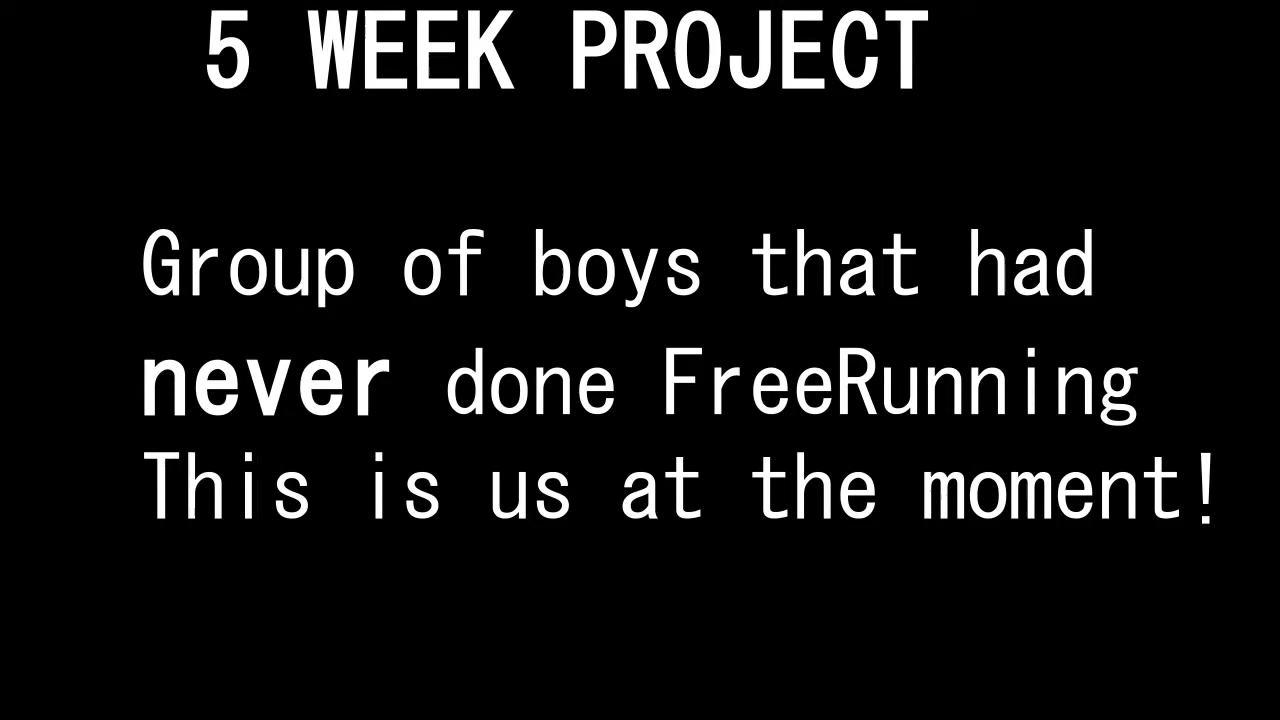 5 WEEK PROJECT
Group of boys that had
never done FreeRunning
This is us at the moment!